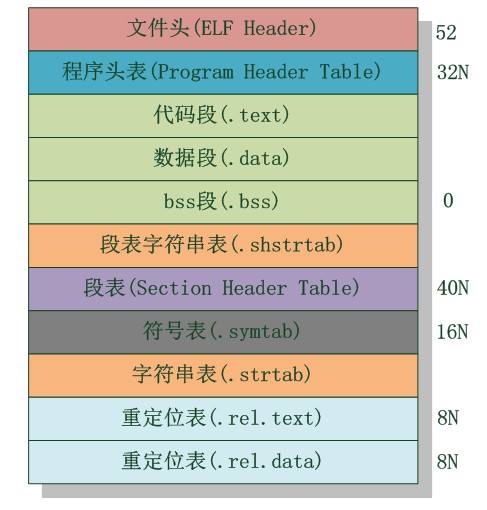 文件头(ELF Header) 52
程序头表(Program Header Table) 32N
代码段(.text)
数据段(.data)
bss段(.bss) 0
段表字符串表(.shstrtab)
段表(Section Header Table) 40N
符号表(.symtab) 16N
字符串表(.strtab)
重定位表(.rel.text) 8N
重定位表(.rel.data) 8N